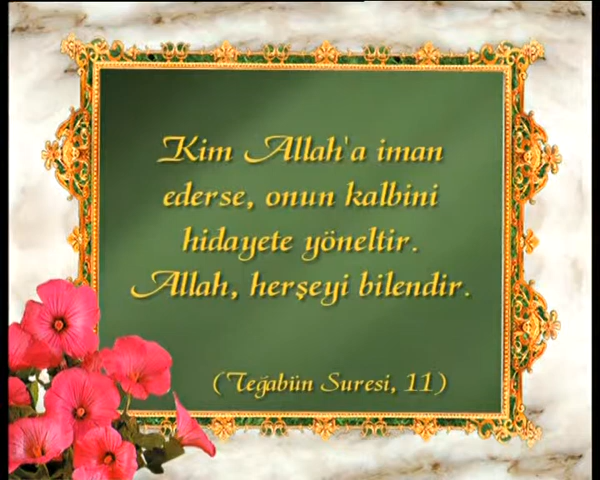 Kim Allah'a iman
ederse, onun kalbini
hidayete yöneltir.
Allah, herşeyi bilendir.
(Teğabün Suresi, 11)